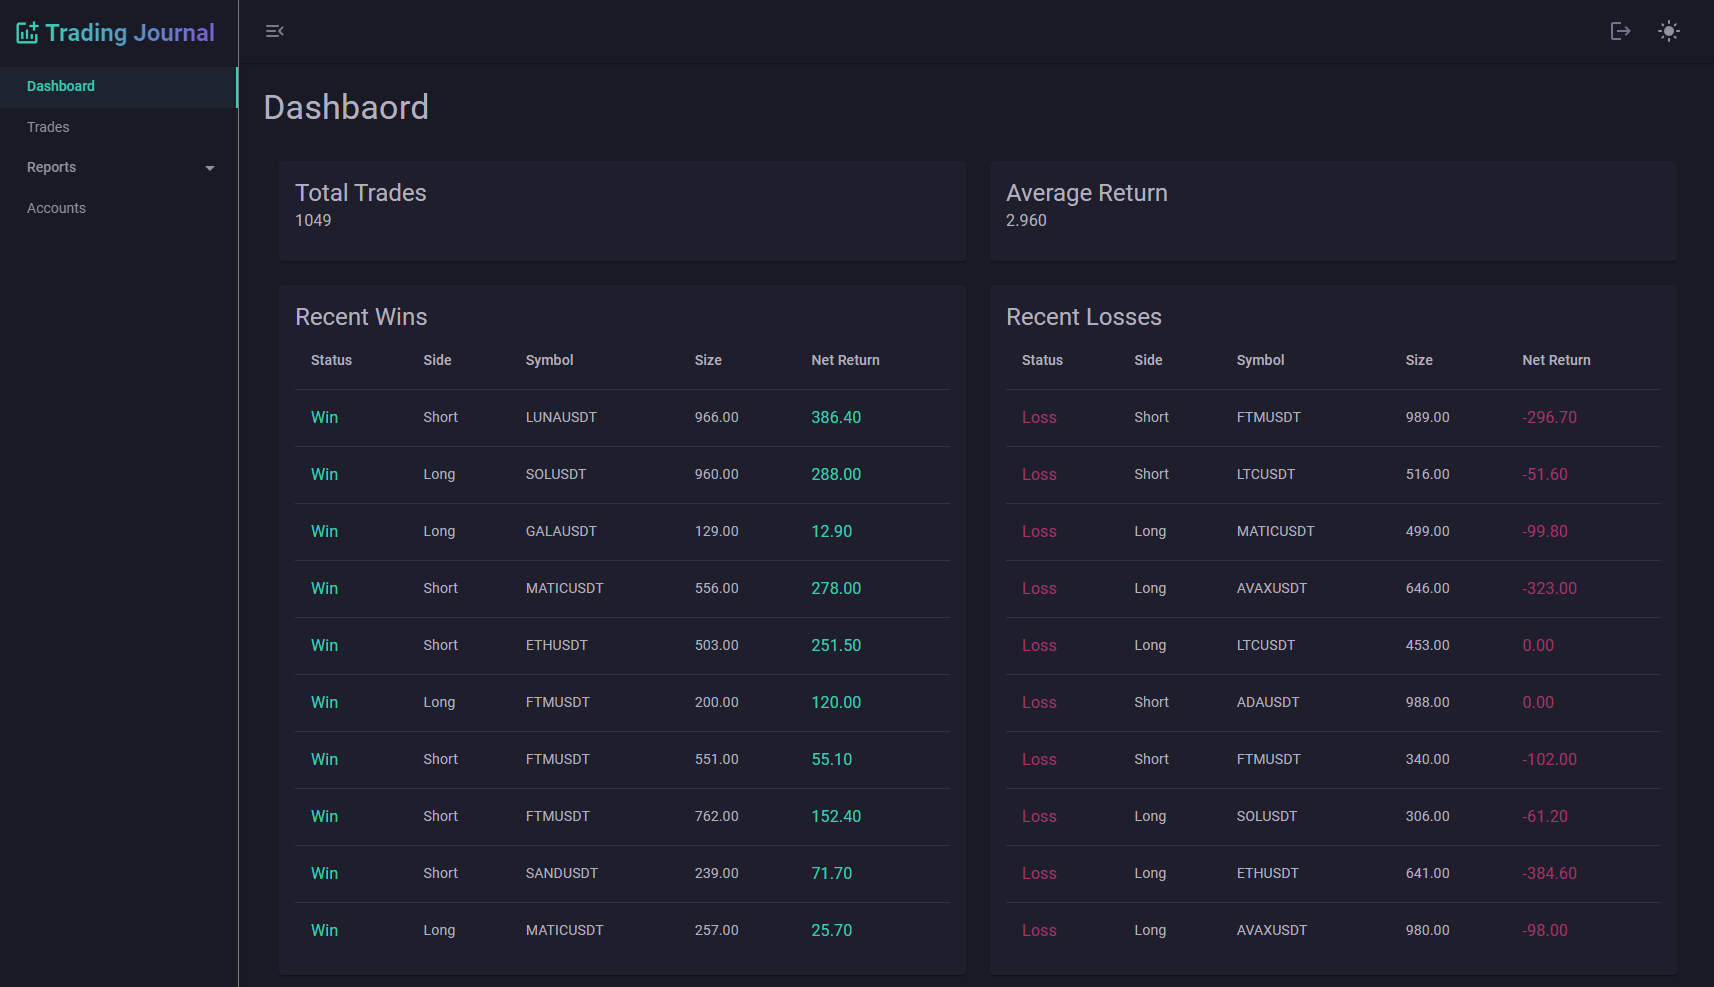 Trading Journal
Dashboard
Trades
Reports
Accounts
Dashbaord
Total Trades
1049
Average Return
2.960
Recent Wins
Status Side Symbol Size Net Return
Win Short LUNAUSDT 966.00 386.40
Win Long SOLUSDT 960.00 288.00
Win Long GALAUSDT 129.00 12.90
Win Short MATICUSDT 556.00 278.00
Win Short ETHUSDT 503.00 251.50
Win Long FTMUSDT 200.00 120.00
Win Short FTMUSDT 551.00 55.10
Win Short FTMUSDT 762.00 152.40
Win Short SANDUSDT 239.00 71.70
Win Long MATICUSDT 257.00 25.70
Recent Losses
Status Side Symbol Size Net Return
Loss Short FTMUSDT 989.00 -296.70
Loss Short LTCUSDT 516.00 -51.60
Loss Long MATICUSDT 499.00 -99.80
Loss Long AVAXUSDT 646.00 -323.00
Loss Long LTCUSDT 453.00 0.00
Loss Short ADAUSDT 988.00 0.00
Loss Short FTMUSDT 340.00 -102.00
Loss Long SOLUSDT 306.00 -61.20
Loss Long ETHUSDT 641.00 -384.60
Loss Long AVAXUSDT 980.00 -98.00